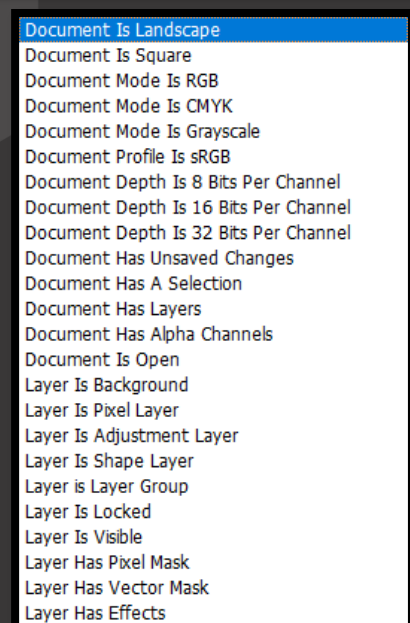 Document Is Landscape
Document Is Square
Document Mode Is RGB
Document Mode Is CMYK
Document Mode Is Grayscale
Document Profile Is sRGB
Document Depth Is 8 Bits Per Channel
Document Depth Is 16 Bits Per Channel
Document Depth Is 32 Bits Per Channel
Document Has Unsaved Changes
Document Has A Selection
Document Has Layers
Document Has Alpha Channels
Document Is Open
Layer Is Background
Layer Is Pixel Layer
Layer Is Adjustment Layer
Layer Is Shape Layer
Layer is Layer Group
Layer Is Locked
Layer Is Visible
Layer Has Pixel Mask
Layer Has Vector Mask
Layer Has Effects